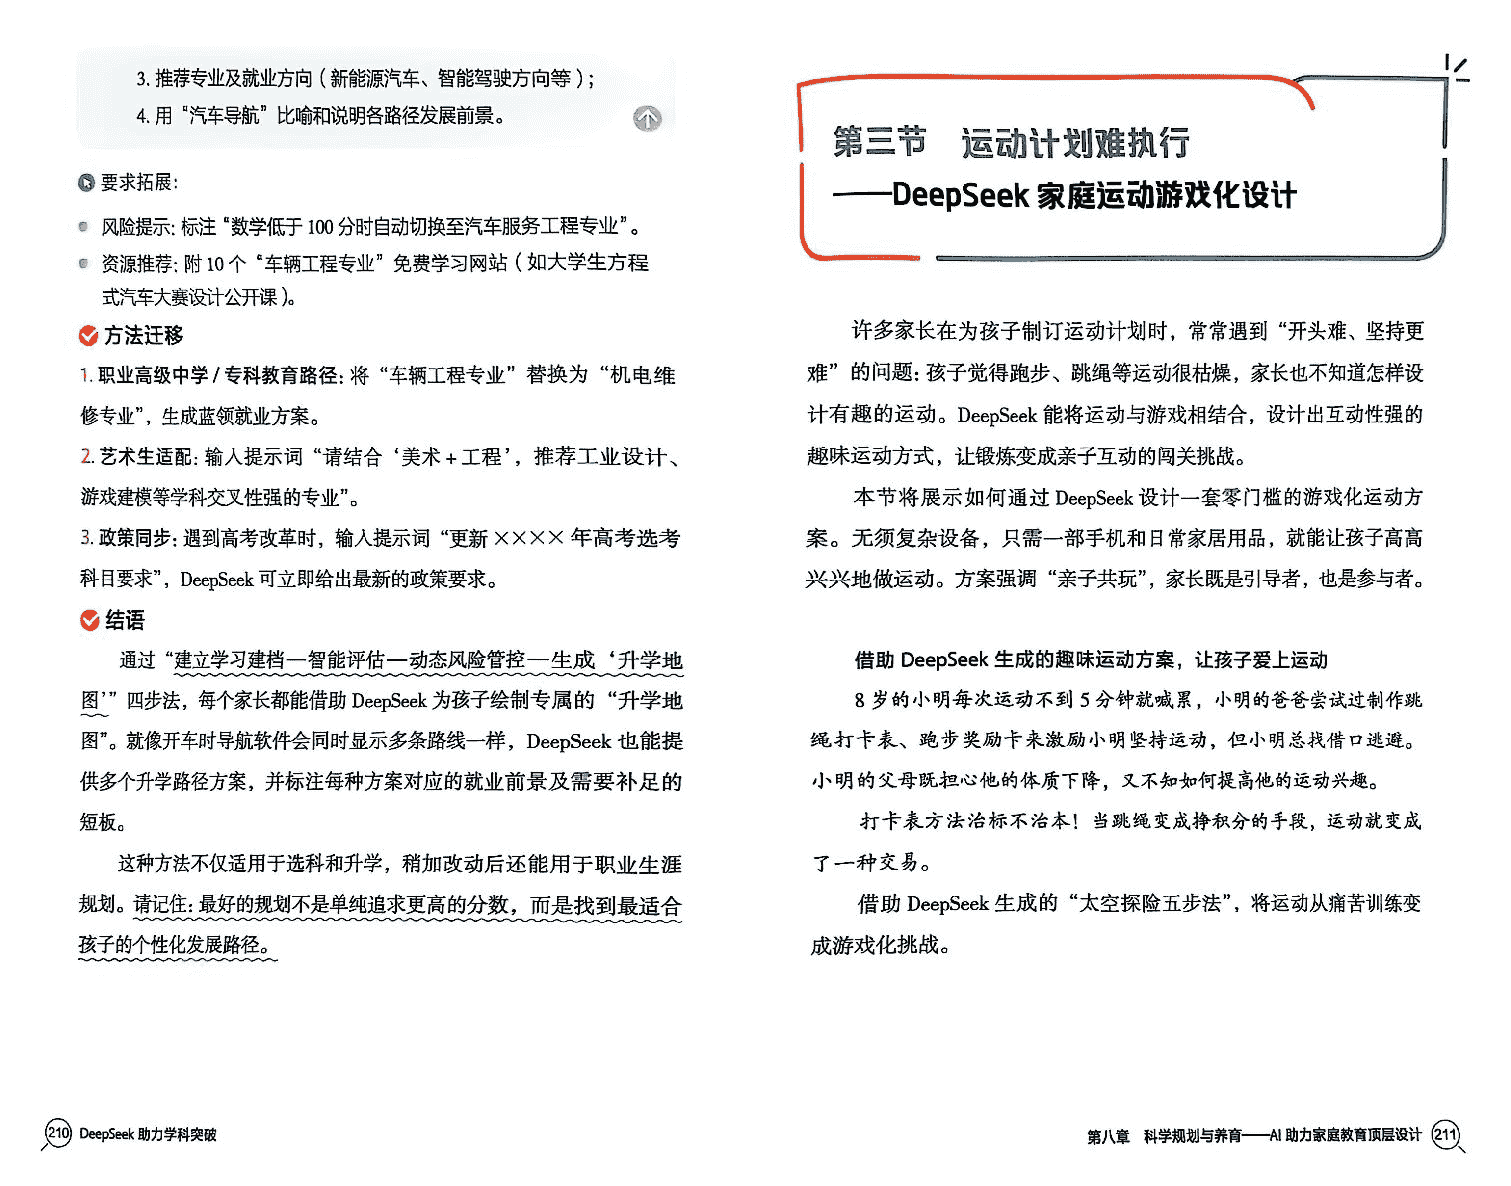 3. 推荐专业及就业方向（新能源汽车、智能驾驶方向等）；
4. 用“汽车导航”比喻和说明各路径发展前景。
要求拓展：
风险提示：标注“数学低于 100 分时自动切换至汽车服务工程专业”。
资源推荐：附 10 个“车辆工程专业”免费学习网站（如大学生方程
式汽车大赛设计公开课）。
方法迁移
1. 职业高级中学 / 专科教育路径：将“车辆工程专业”替换为“机电维
修专业”，生成蓝领就业方案。
2. 艺术生适配：输入提示词“请结合‘美术 + 工程’，推荐工业设计、
游戏建模等学科交叉性强的专业”。
3. 政策同步：遇到高考改革时，输入提示词“更新 ×××× 年高考选考
科目要求”，DeepSeek 可立即给出最新的政策要求。
结语
通过“建立学习建档—智能评估—动态风险管控—生成‘升学地
图’”四步法，每个家长都能借助 DeepSeek 为孩子绘制专属的“升学地
图”。就像开车时导航软件会同时显示多条路线一样，DeepSeek 也能提
供多个升学路径方案，并标注每种方案对应的就业前景及需要补足的
短板。
这种方法不仅适用于选科和升学，稍加改动后还能用于职业生涯
规划。请记住：最好的规划不是单纯追求更高的分数，而是找到最适合
孩子的个性化发展路径。
210 DeepSeek 助力学科突破
第三节 运动计划难执行
——DeepSeek 家庭运动游戏化设计
许多家长在为孩子制订运动计划时，常常遇到“开头难、坚持更
难”的问题：孩子觉得跑步、跳绳等运动很枯燥，家长也不知道怎样设
计有趣的运动。DeepSeek 能将运动与游戏相结合，设计出互动性强的
趣味运动方式，让锻炼变成亲子互动的闯关挑战。
本节将展示如何通过 DeepSeek 设计一套零门槛的游戏化运动方
案。无须复杂设备，只需一部手机和日常家居用品，就能让孩子高高
兴兴地做运动。方案强调“亲子共玩”，家长既是引导者，也是参与者。
借助 DeepSeek 生成的趣味运动方案，让孩子爱上运动
8 岁的小明每次运动不到 5 分钟就喊累，小明的爸爸尝试过制作跳
绳打卡表、跑步奖励卡来激励小明坚持运动，但小明总找借口逃避。
小明的父母既担心他的体质下降，又不知如何提高他的运动兴趣。
打卡表方法治标不治本！当跳绳变成挣积分的手段，运动就变成
了一种交易。
借助 DeepSeek 生成的“太空探险五步法”，将运动从痛苦训练变
成游戏化挑战。
第八章 科学规划与养育——AI 助力家庭教育顶层设计 211